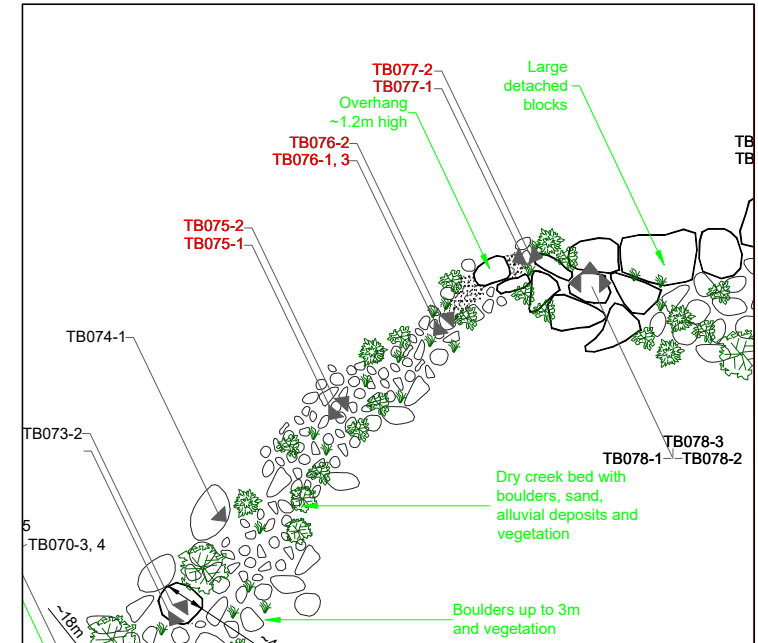 TB077-2
TB077-1
Large
detached
blocks
Overhang
~1.2m high
TB076-2
TB076-1, 3
TB
TB
TB075-2
TB075-1
TB074-1
TB073-2
TB078-3
TB078-1
TB078-2
Dry creek bed with
boulders, sand,
alluvial deposits and
vegetation
5
TB070-3, 4
~18m
Boulders up to 3m
and vegetation